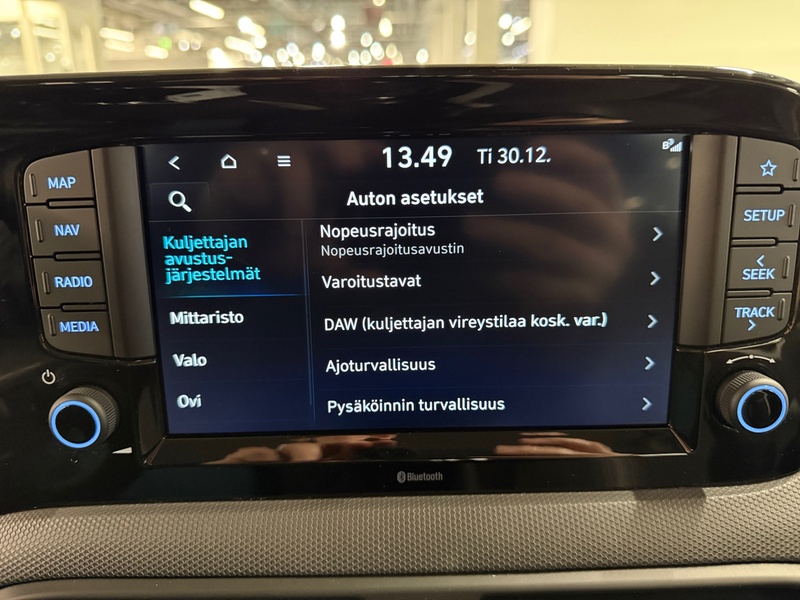 13.49 Ti 30.12.
Auton asetukset
Kuljettajan
avustus-
järjestelmät
Mittaristo
Valo
Ovi
Nopeusrajoitus
Nopeusrajoitusavustin
Varoitustavat
DAW (kuljettajan vireystilaa kosk. var.)
Ajoturvallisuus
Pysäköinnin turvallisuus
MAP
NAV
RADIO
MEDIA
SETUP
SEEK
TRACK
Bluetooth